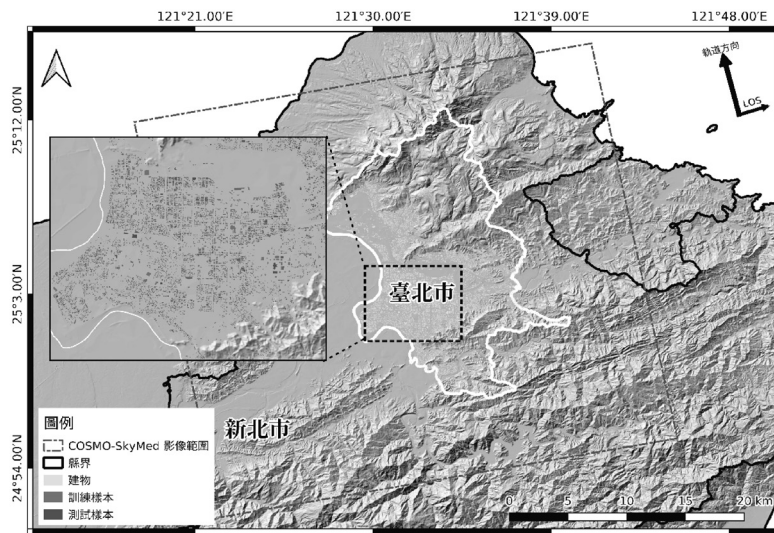 121°21.00'E
121°30.00'E
121°39.00'E
121°48.00'E
軌道方向
LOS
25°12.00'N
25°3.00'N
24°54.00'N
臺北市
新北市
圖例
COSMO-SkyMed 影像範圍
縣界
建物
訓練樣本
測試樣本
0 5 10 15 20 km